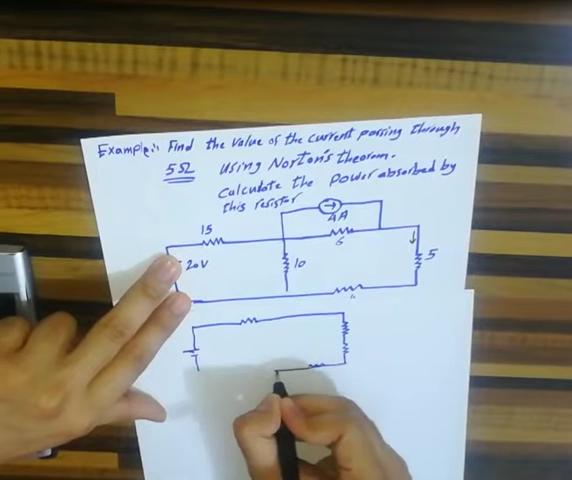 Example:- Find the value of the current passing through
5Ω using Norton's theorem.
Calculate the power absorbed by
this resistor
4A
15
6
20V
10
5